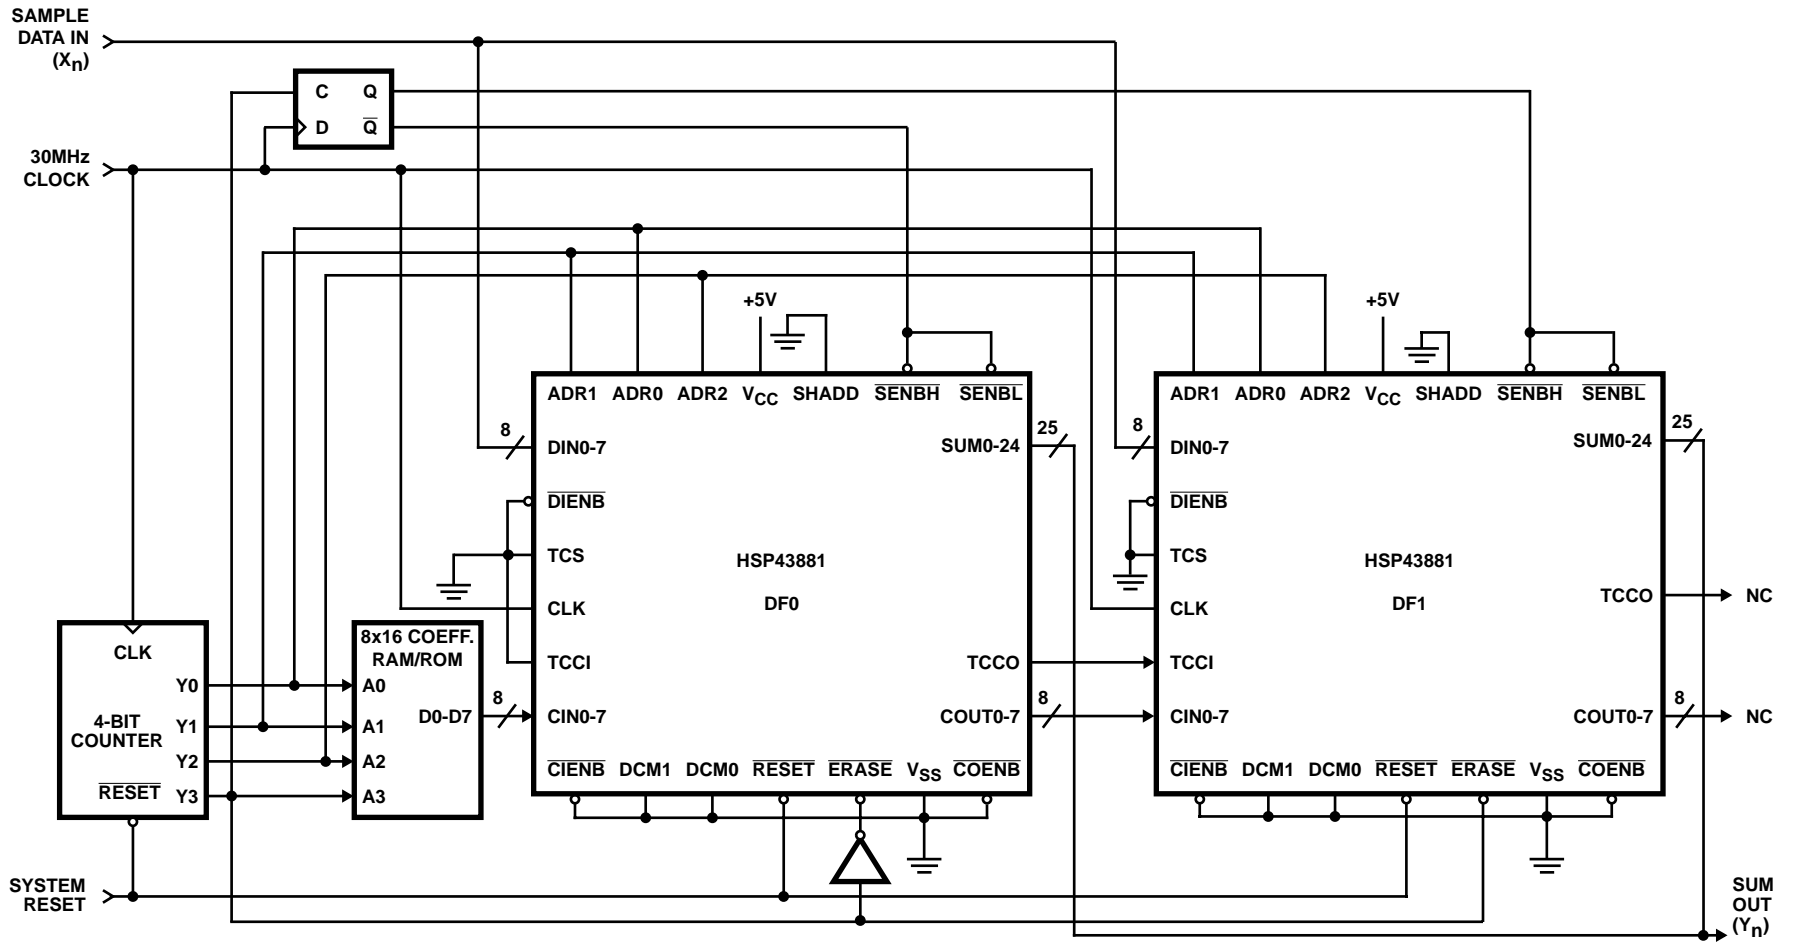 SAMPLE
DATA IN
(Xn)
C Q
D Q
30MHz
CLOCK
+5V
+5V
ADR1 ADR0 ADR2 VCC SHADD SENBH SENBL
ADR1 ADR0 ADR2 VCC SHADD SENBH SENBL
8
DIN0-7
SUM0-24
25
8
DIN0-7
SUM0-24
25
DIENB
DIENB
TCS
TCS
HSP43881
DF0
HSP43881
DF1
CLK
CLK
TCCO
NC
TCCI
TCCO
TCCI
8
CIN0-7
COUT0-7
8
CIN0-7
COUT0-7
8
NC
CLK
4-BIT
COUNTER
RESET
Y0
Y1
Y2
Y3
8x16 COEFF.
RAM/ROM
A0
A1
A2
A3
D0-D7
CIENB DCM1 DCM0 RESET ERASE VSS COENB
CIENB DCM1 DCM0 RESET ERASE VSS COENB
SYSTEM
RESET
SUM
OUT
(Yn)